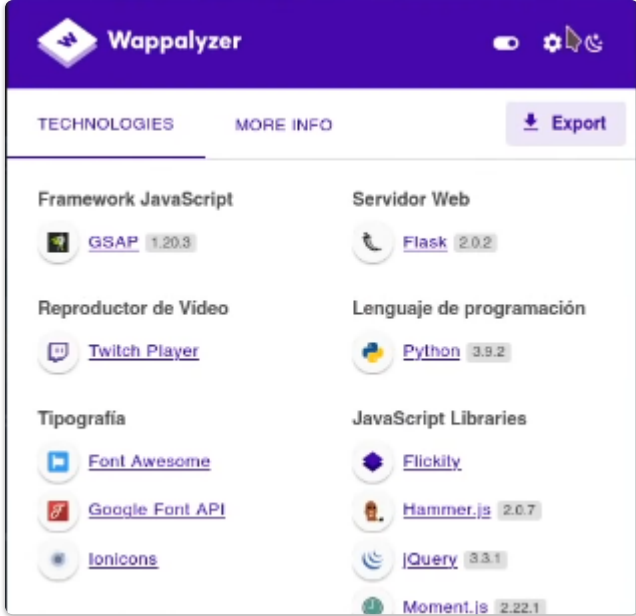 Wappalyzer
TECHNOLOGIES
MORE INFO
Export
Framework JavaScript
GSAP 1.20.3
Reproductor de Vídeo
Twitch Player
Tipografía
Font Awesome
Google Font API
Ionicons
Servidor Web
Flask 2.0.2
Lenguaje de programación
Python 3.9.2
JavaScript Libraries
Flickity
Hammer.js 2.0.7
jQuery 3.3.1
Moment.js 2.22.1